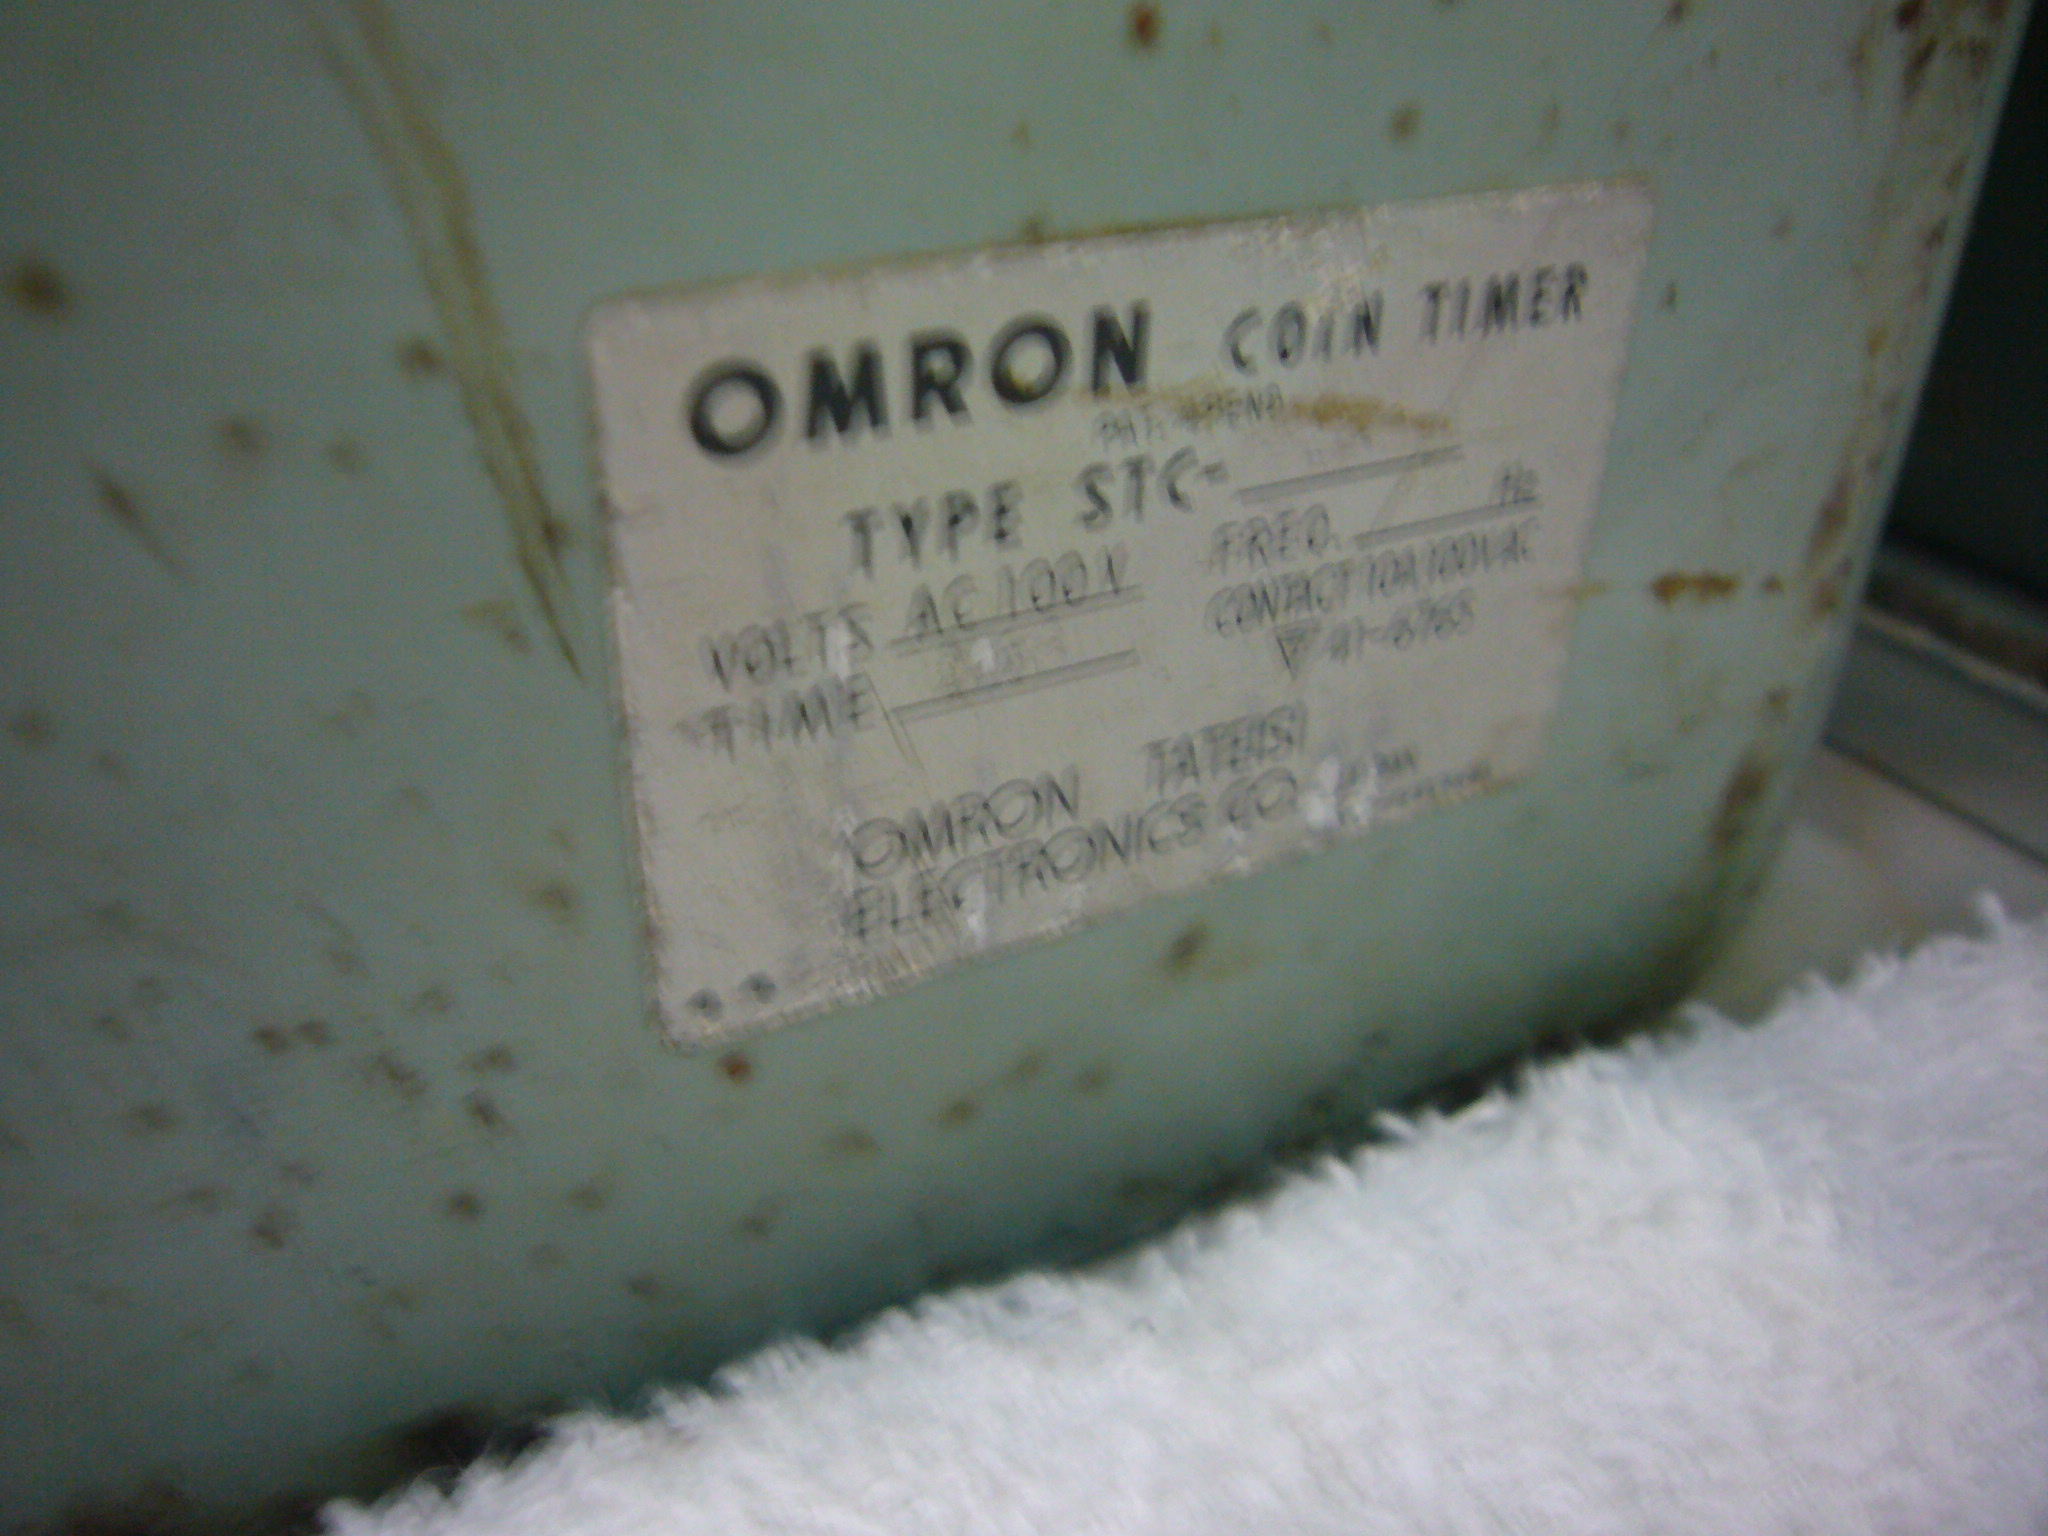 OMRON COIN TIMER
TYPE STC-
VOLTS AC 100V FREQ. Hz
TIME CONTACT 10A 100VAC
OMRON TATEISI
ELECTRONICS CO.